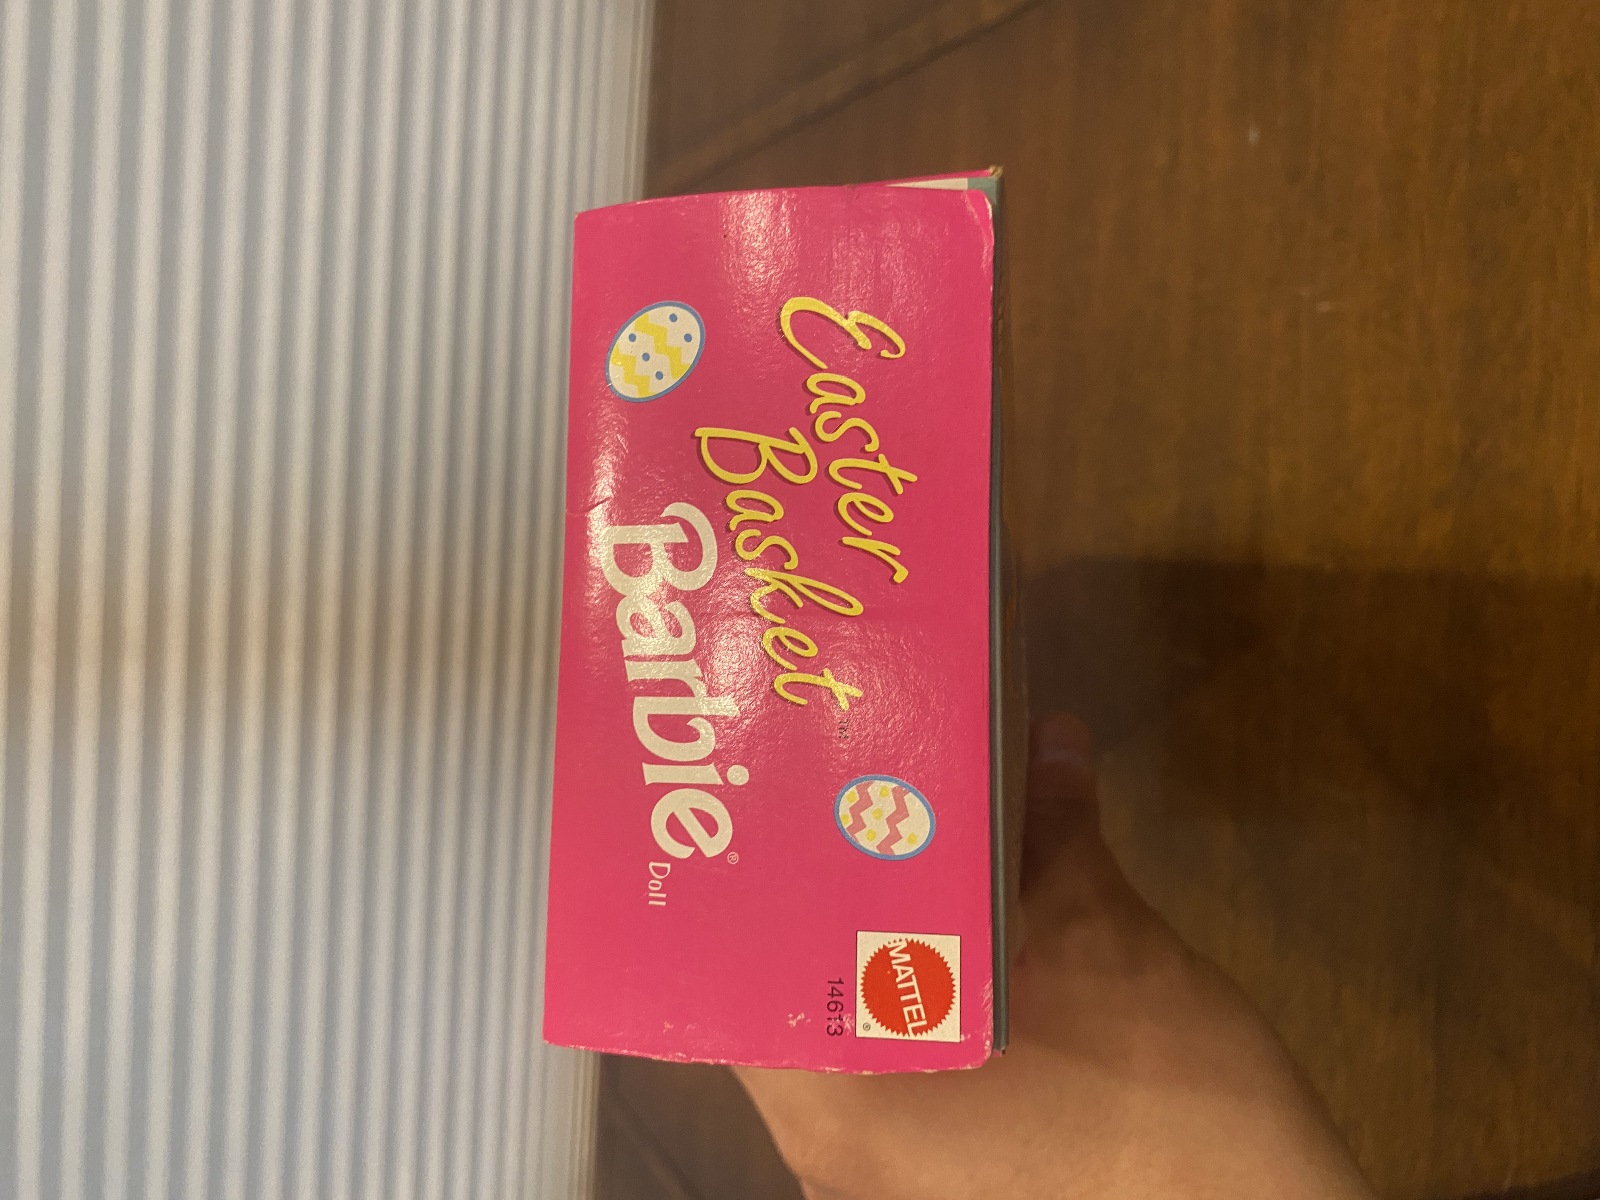 Easter
Basket™
Barbie® Doll
MATTEL®
14613